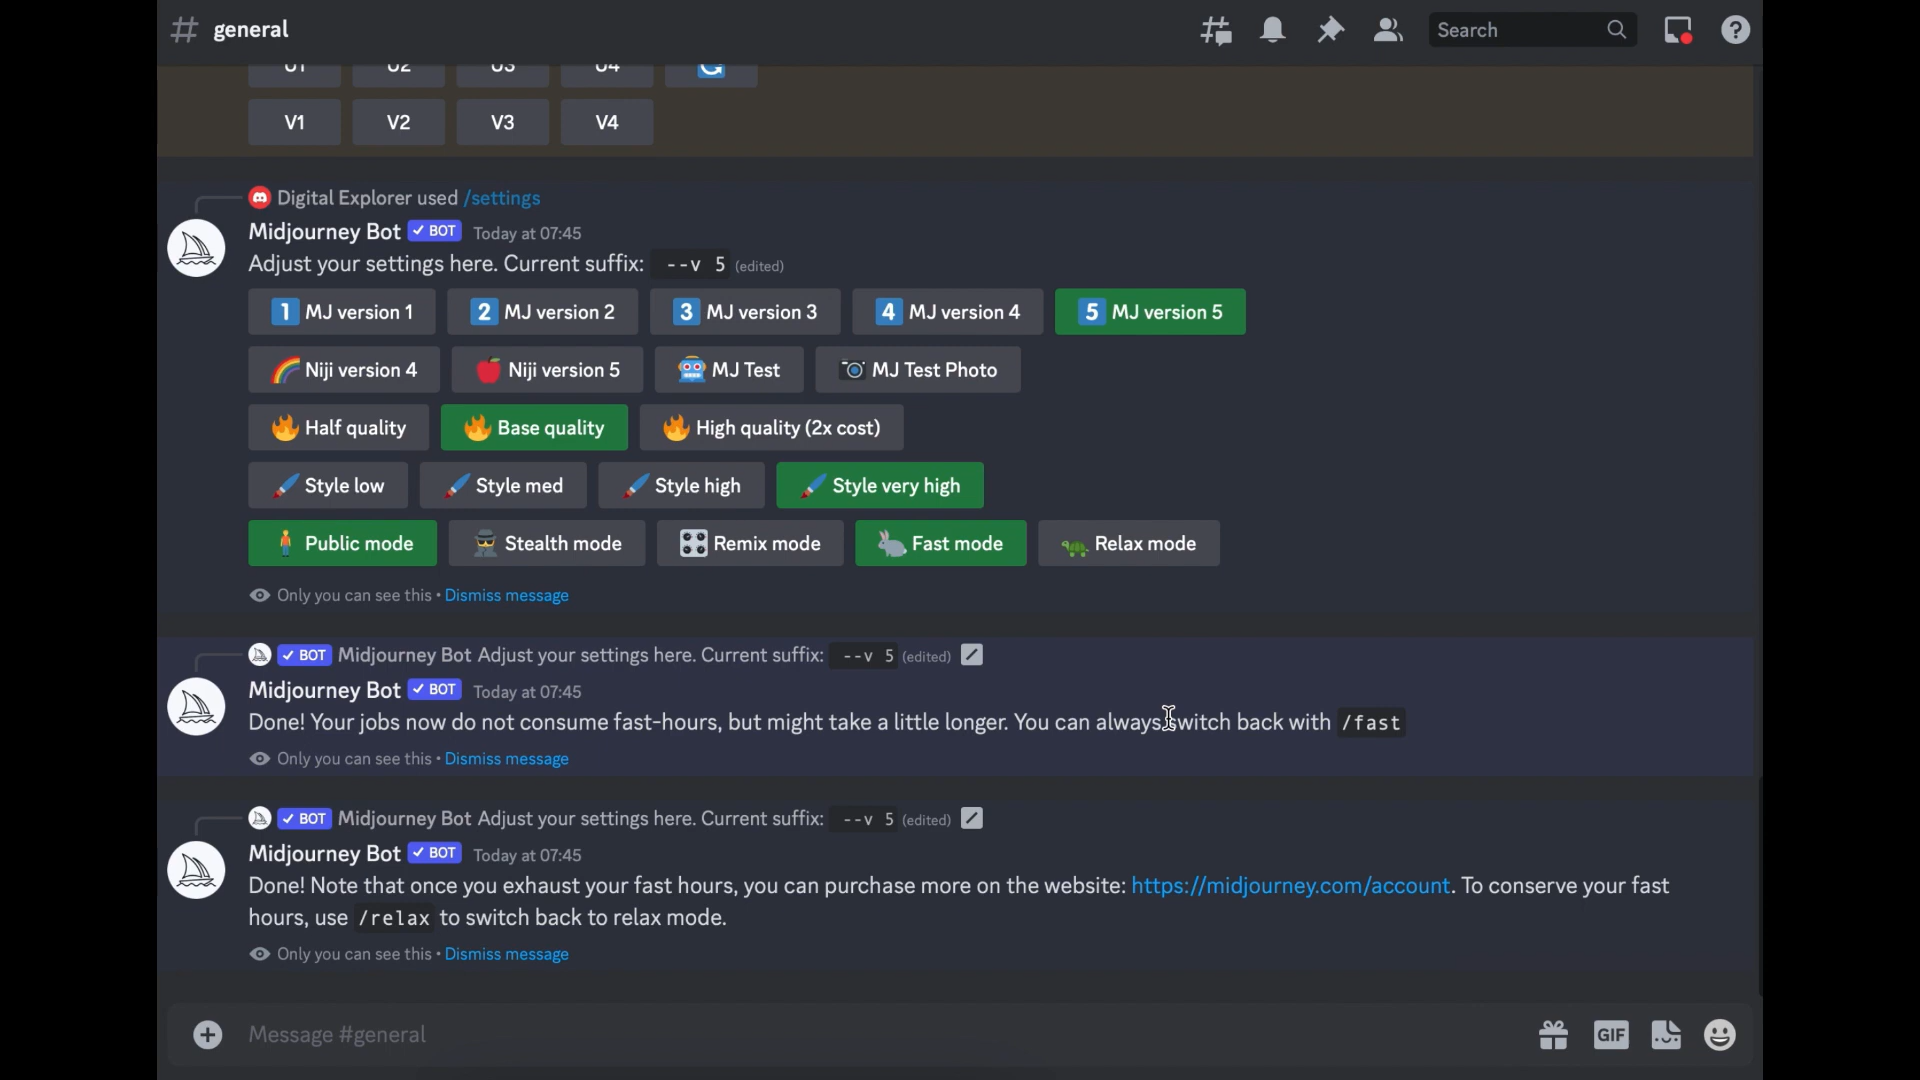 # general
Search
U1 U2 U3 U4
V1 V2 V3 V4
Digital Explorer used /settings
Midjourney Bot ✓ BOT Today at 07:45
Adjust your settings here. Current suffix: --v 5 (edited)
1 MJ version 1 2 MJ version 2 3 MJ version 3 4 MJ version 4 5 MJ version 5
Niji version 4 Niji version 5 MJ Test MJ Test Photo
Half quality Base quality High quality (2x cost)
Style low Style med Style high Style very high
Public mode Stealth mode Remix mode Fast mode Relax mode
Only you can see this • Dismiss message
✓ BOT Midjourney Bot Adjust your settings here. Current suffix: --v 5 (edited)
Midjourney Bot ✓ BOT Today at 07:45
Done! Your jobs now do not consume fast-hours, but might take a little longer. You can always switch back with /fast
Only you can see this • Dismiss message
✓ BOT Midjourney Bot Adjust your settings here. Current suffix: --v 5 (edited)
Midjourney Bot ✓ BOT Today at 07:45
Done! Note that once you exhaust your fast hours, you can purchase more on the website: https://midjourney.com/account. To conserve your fast
hours, use /relax to switch back to relax mode.
Only you can see this • Dismiss message
Message #general
GIF